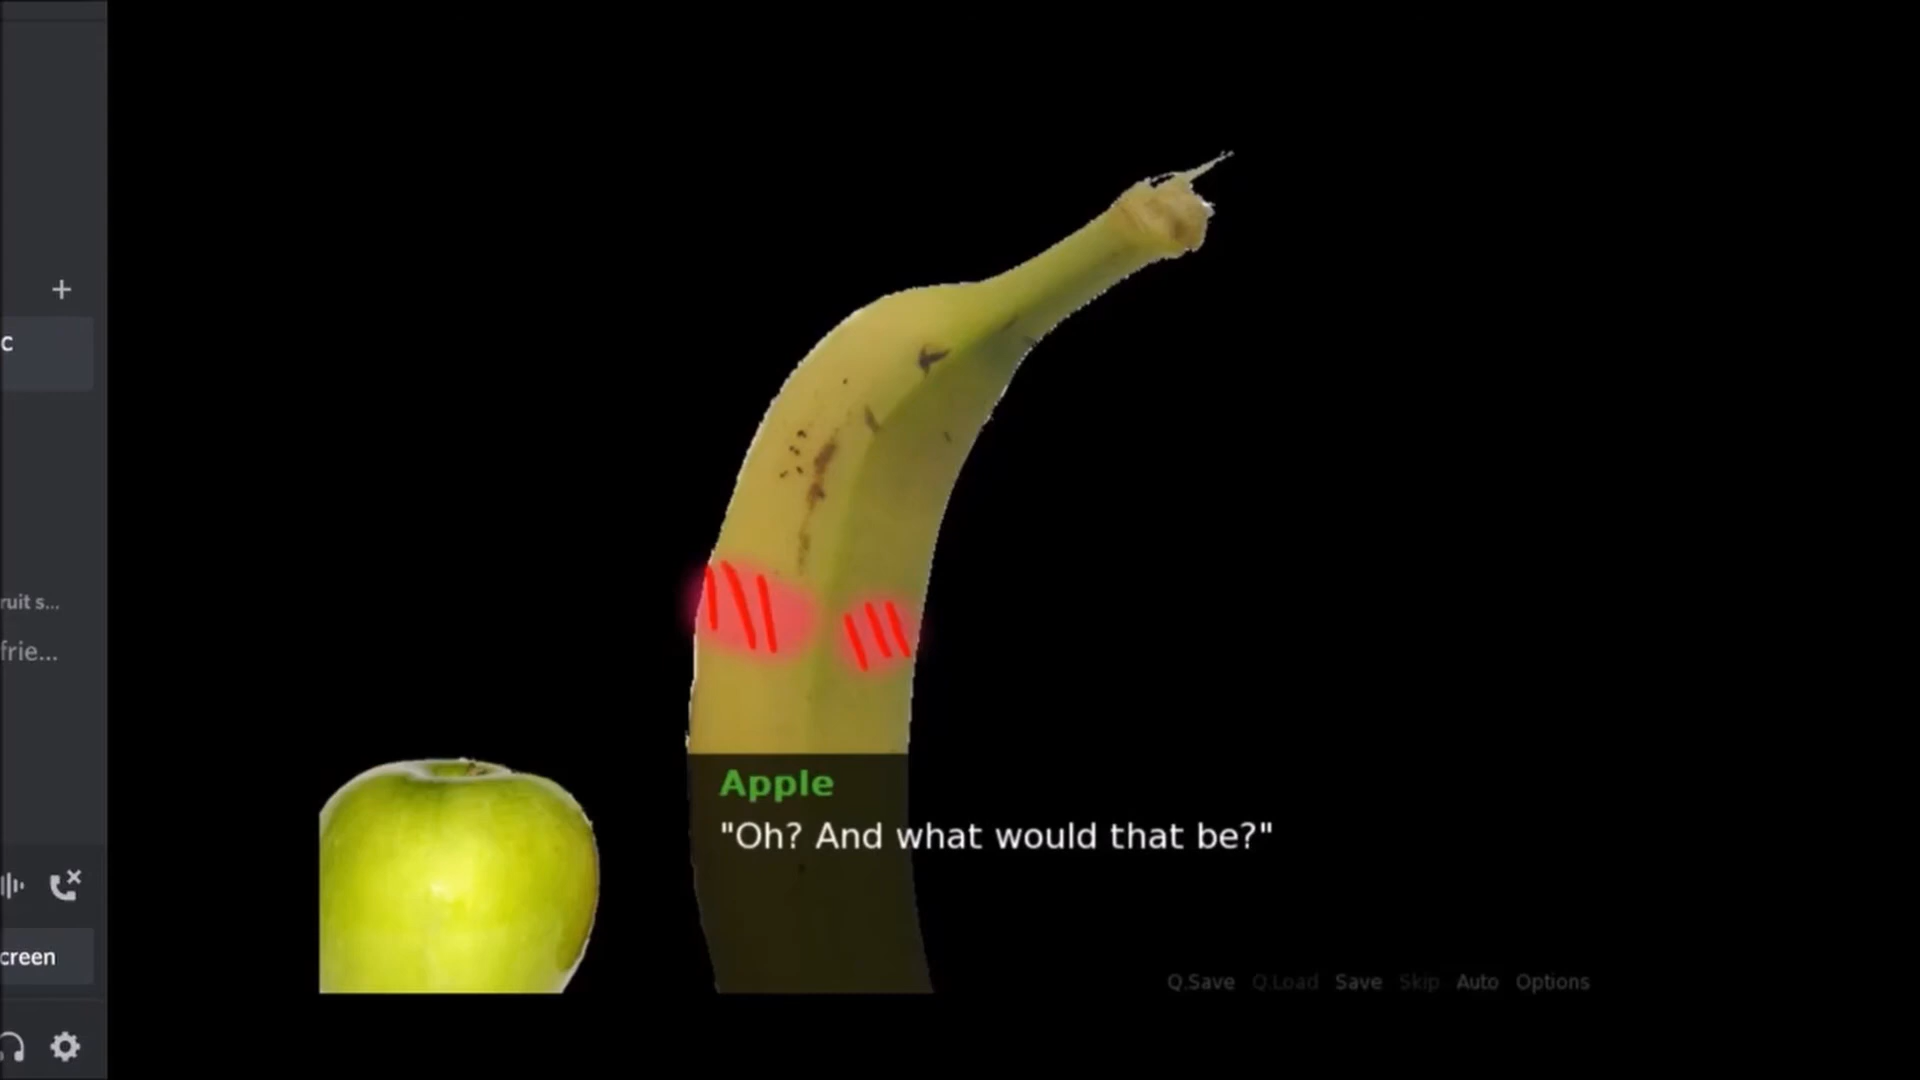 c
ruit s...
frie...
creen
Apple
"Oh? And what would that be?"
Q.Save Q.Load Save Skip Auto Options